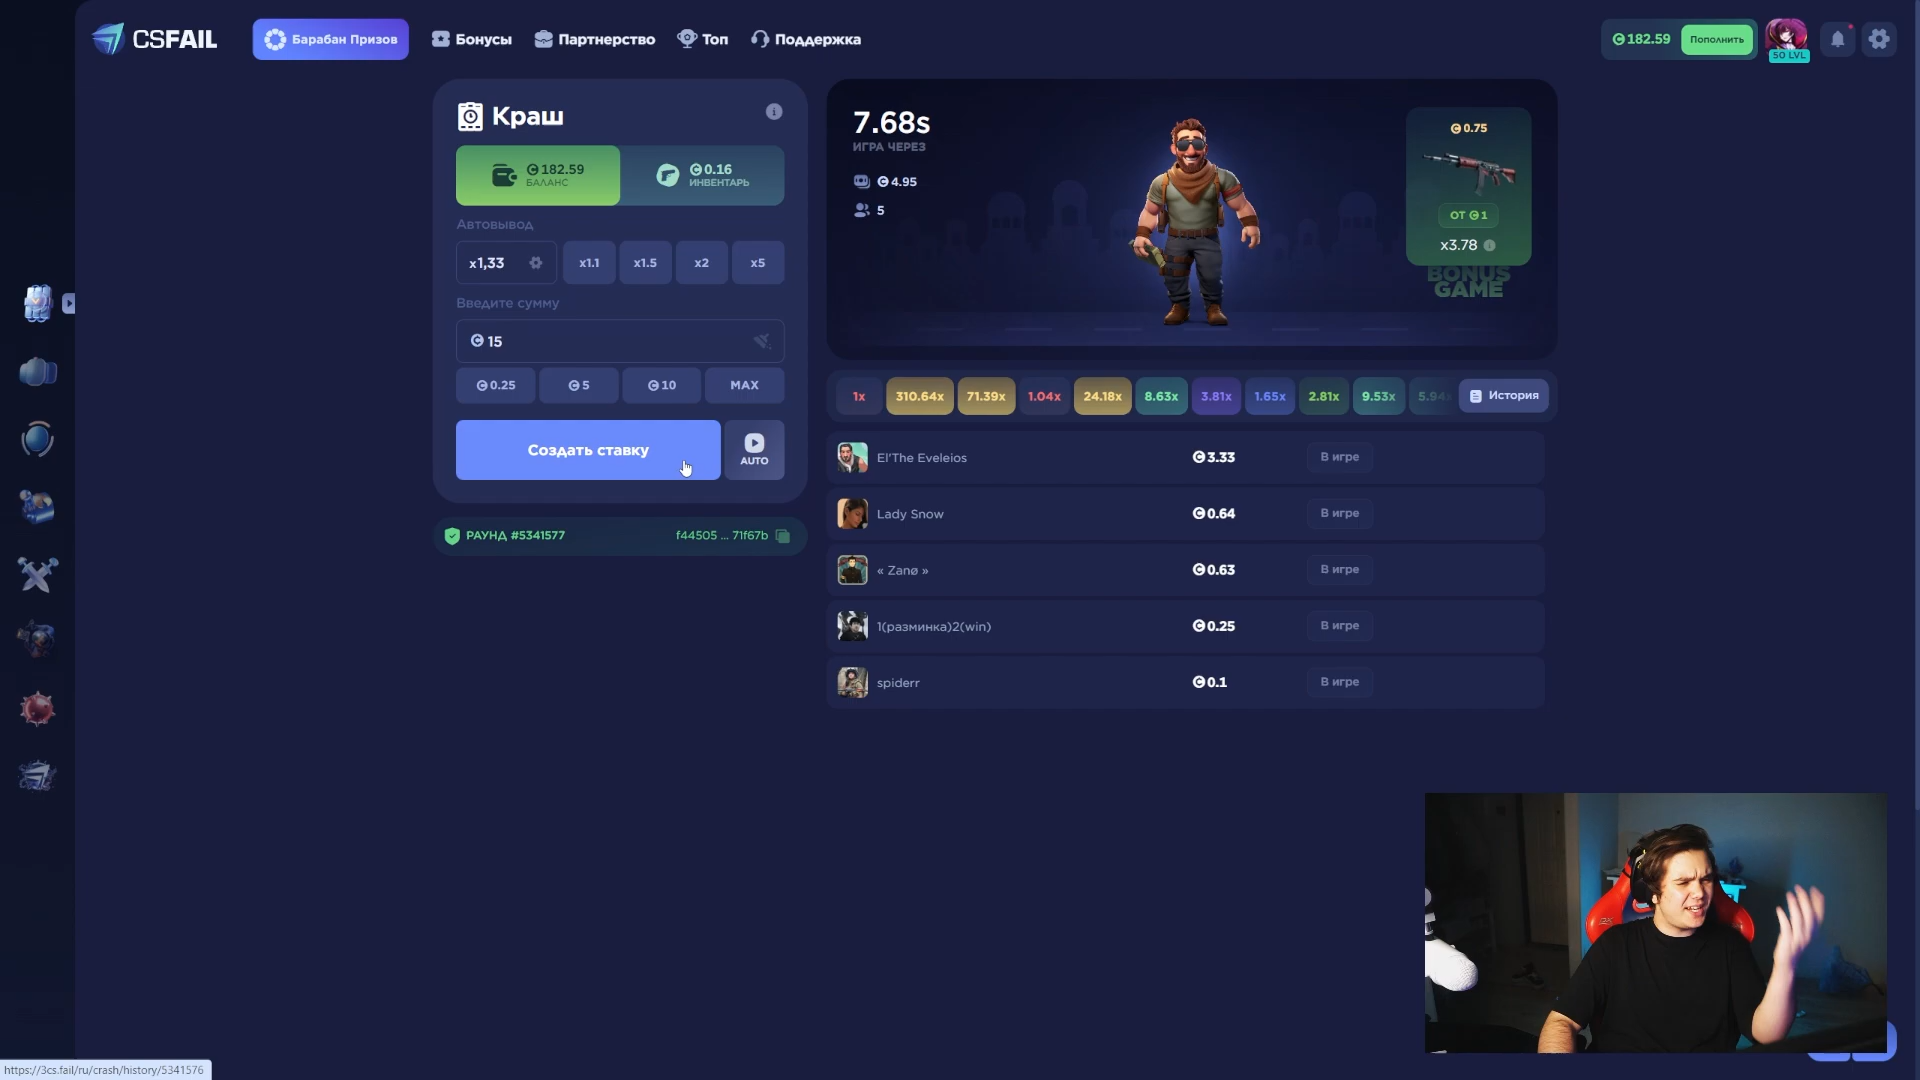 CSFAIL
Барабан Призов
Бонусы
Партнерство
Топ
Поддержка
182.59
Пополнить
50 LVL
Краш
182.59
БАЛАНС
0.16
ИНВЕНТАРЬ
Автовывод
x1,33
x1.1
x1.5
x2
x5
Введите сумму
15
0.25
5
10
MAX
Создать ставку
AUTO
РАУНД #5341577
f44505 ... 71f67b
7.68s
ИГРА ЧЕРЕЗ
4.95
5
0.75
ОТ 1
x3.78
BONUS
GAME
1x
310.64x
71.39x
1.04x
24.18x
8.63x
3.81x
1.65x
2.81x
9.53x
5.94x
История
El'The Eveleios
3.33
В игре
Lady Snow
0.64
В игре
« Zanø »
0.63
В игре
1(разминка)2(win)
0.25
В игре
spiderr
0.1
В игре
https://3cs.fail/ru/crash/history/5341576